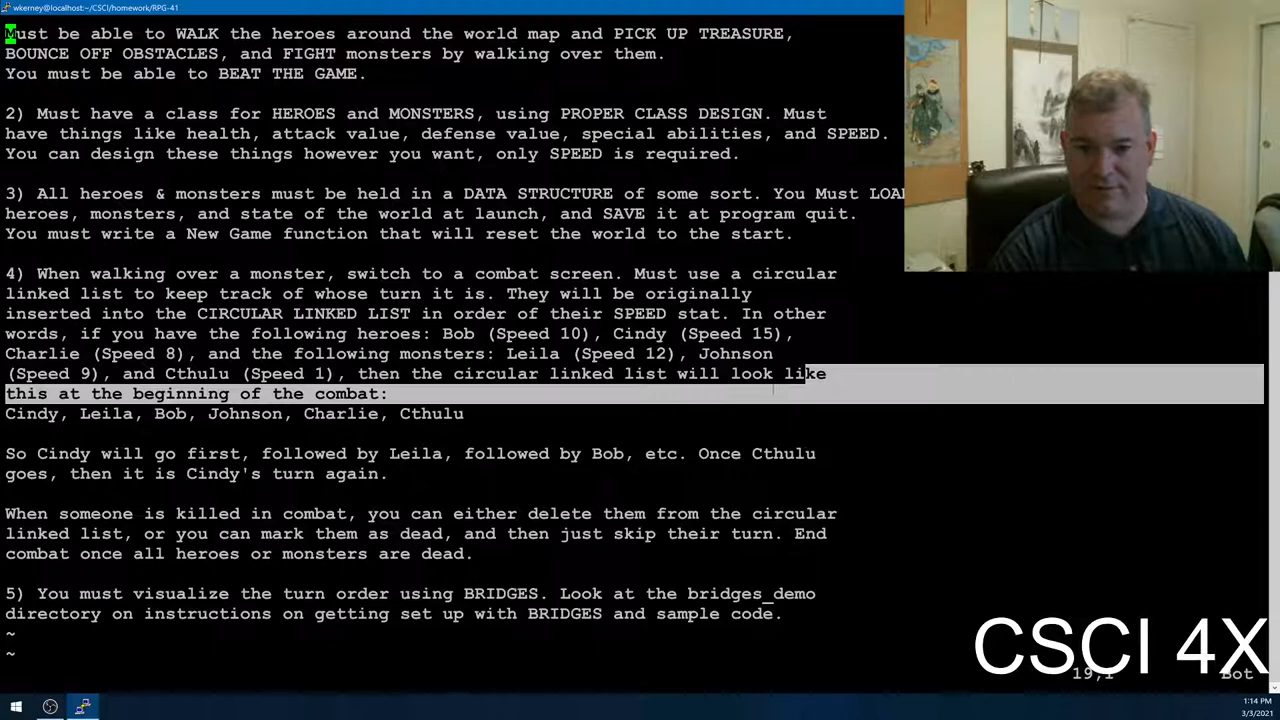 wkerney@localhost:~/CSCI/homework/RPG-41
Must be able to WALK the heroes around the world map and PICK UP TREASURE,
BOUNCE OFF OBSTACLES, and FIGHT monsters by walking over them.
You must be able to BEAT THE GAME.
2) Must have a class for HEROES and MONSTERS, using PROPER CLASS DESIGN. Must
have things like health, attack value, defense value, special abilities, and SPEED.
You can design these things however you want, only SPEED is required.
3) All heroes & monsters must be held in a DATA STRUCTURE of some sort. You Must
heroes, monsters, and state of the world at launch, and SAVE it at program quit.
You must write a New Game function that will reset the world to the start.
4) When walking over a monster, switch to a combat screen. Must use a circular
linked list to keep track of whose turn it is. They will be originally
inserted into the CIRCULAR LINKED LIST in order of their SPEED stat. In other
words, if you have the following heroes: Bob (Speed 10), Cindy (Speed 15),
Charlie (Speed 8), and the following monsters: Leila (Speed 12), Johnson
(Speed 9), and Cthulu (Speed 1), then the circular linked list will look like
this at the beginning of the combat:
Cindy, Leila, Bob, Johnson, Charlie, Cthulu
So Cindy will go first, followed by Leila, followed by Bob, etc. Once Cthulu
goes, then it is Cindy's turn again.
When someone is killed in combat, you can either delete them from the circular
linked list, or you can mark them as dead, and then just skip their turn. End
combat once all heroes or monsters are dead.
5) You must visualize the turn order using BRIDGES. Look at the bridges_demo
directory on instructions on getting set up with BRIDGES and sample code.
~
~
CSCI 4X
19,1 Bot
1:14 PM
3/3/2021